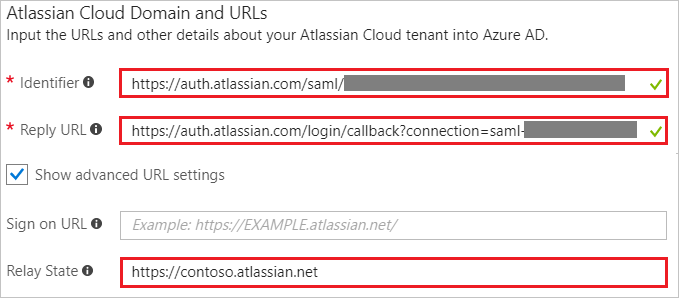 Atlassian Cloud Domain and URLs
Input the URLs and other details about your Atlassian Cloud tenant into Azure AD.
* Identifier
https://auth.atlassian.com/saml/
* Reply URL
https://auth.atlassian.com/login/callback?connection=saml-
Show advanced URL settings
Sign on URL
Example: https://EXAMPLE.atlassian.net/
Relay State
https://contoso.atlassian.net